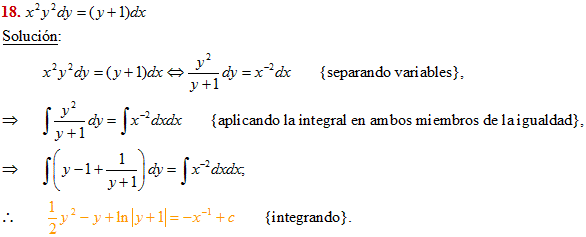 18. x²y²dy = (y+1)dx
Solución:
x²y²dy = (y+1)dx ⇔ y²/(y+1) dy = x⁻²dx {separando variables},
⇒ ∫ y²/(y+1) dy = ∫ x⁻²dxdx {aplicando la integral en ambos miembros de la igualdad},
⇒ ∫ (y−1+1/(y+1)) dy = ∫ x⁻²dxdx;
∴ 1/2 y² − y + ln|y+1| = −x⁻¹ + c {integrando}.